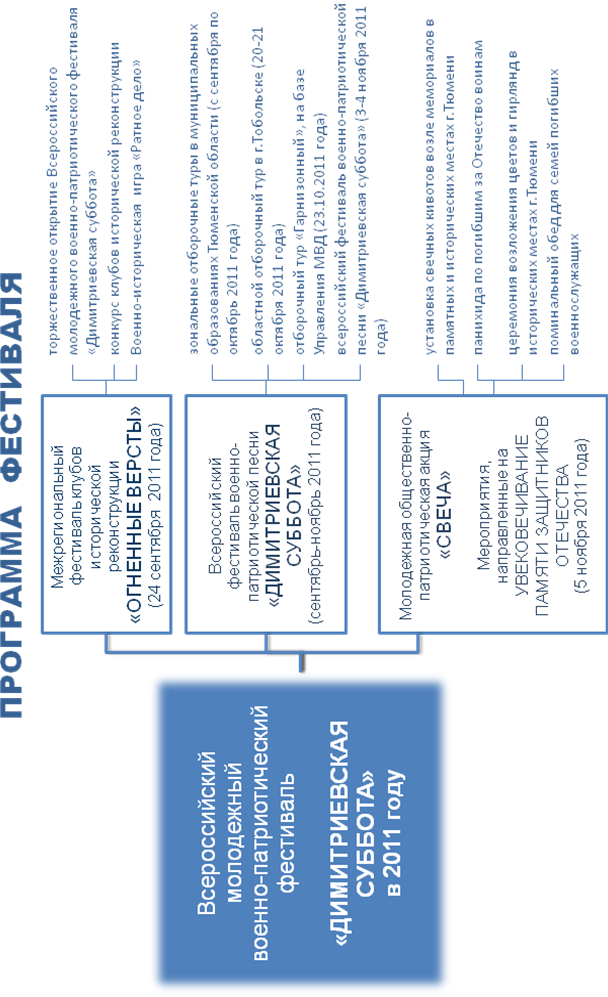 ПРОГРАММА ФЕСТИВАЛЯ
Всероссийский
молодежный
военно-патриотический
фестиваль
«ДИМИТРИЕВСКАЯ
СУББОТА»
в 2011 году
Межрегиональный
фестиваль клубов
исторической
реконструкции
«ОГНЕННЫЕ ВЕРСТЫ»
(24 сентября 2011 года)
торжественное открытие Всероссийского
молодежного военно-патриотического фестиваля
«Димитриевская суббота»
конкурс клубов исторической реконструкции
Военно-историческая игра «Ратное дело»
Всероссийский
фестиваль военно-
патриотической песни
«ДИМИТРИЕВСКАЯ
СУББОТА»
(сентябрь-ноябрь 2011 года)
зональные отборочные туры в муниципальных
образованиях Тюменской области (с сентября по
октябрь 2011 года)
областной отборочный тур в г.Тобольске (20-21
октября 2011 года)
отборочный тур «Гарнизонный», на базе
Управления МВД (23.10.2011 года)
всероссийский фестиваль военно-патриотической
песни «Димитриевская суббота» (3-4 ноября 2011
года)
Молодежная общественно-
патриотическая акция
«СВЕЧА»
Мероприятия,
направленные на
УВЕКОВЕЧИВАНИЕ
ПАМЯТИ ЗАЩИТНИКОВ
ОТЕЧЕСТВА
(5 ноября 2011 года)
установка свечных кивотов возле мемориалов в
памятных и исторических местах г.Тюмени
панихида по погибшим за Отечество воинам
церемония возложения цветов и гирлянд в
исторических местах г.Тюмени
поминальный обед для семей погибших
военнослужащих